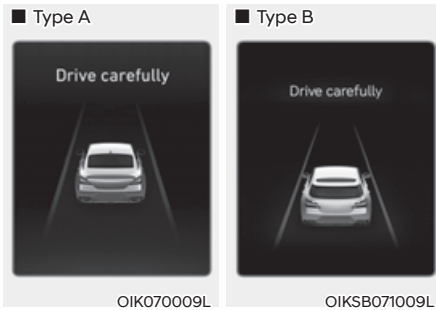 ■ Type A
Drive carefully
OIK070009L
■ Type B
Drive carefully
OIKSB071009L